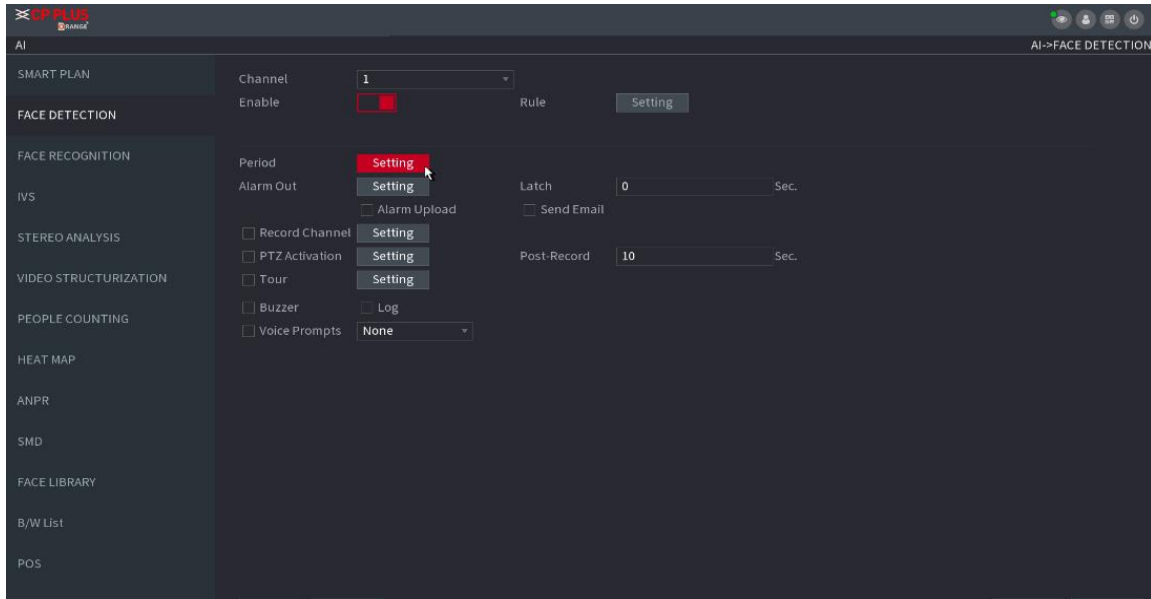 CP PLUS
ORANGE
AI
AI->FACE DETECTION
SMART PLAN
FACE DETECTION
FACE RECOGNITION
IVS
STEREO ANALYSIS
VIDEO STRUCTURIZATION
PEOPLE COUNTING
HEAT MAP
ANPR
SMD
FACE LIBRARY
B/W List
POS
Channel 1
Enable Rule Setting
Period Setting
Alarm Out Setting Latch 0 Sec.
Alarm Upload Send Email
Record Channel Setting
PTZ Activation Setting Post-Record 10 Sec.
Tour Setting
Buzzer Log
Voice Prompts None